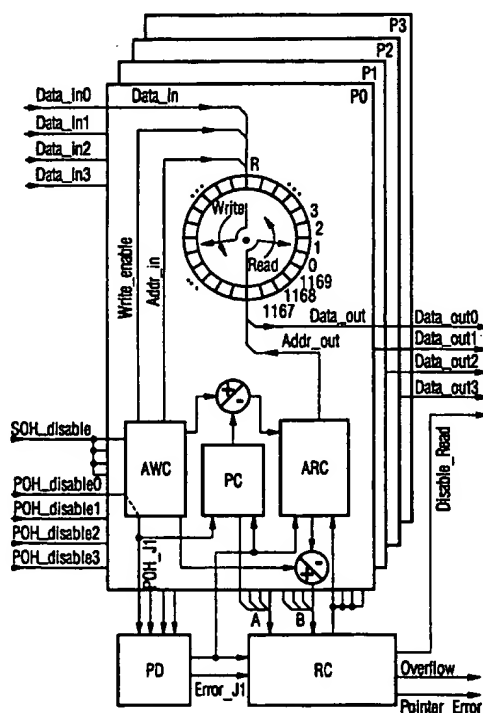 P3
P2
P1
P0
Data_in0
Data_in
Data_in1
Data_in2
Data_in3
R
Write_enable
Addr_in
Write
Read
3
2
1
0
1169
1168
1167
Data_out
Data_out0
Addr_out
Data_out1
Data_out2
Data_out3
SOH_disable
AWC
PC
ARC
Disable_Read
POH_disable0
POH_disable1
POH_disable2
POH_disable3
POH_J1
A
B
PD
RC
Error_J1
Overflow
Pointer_Error